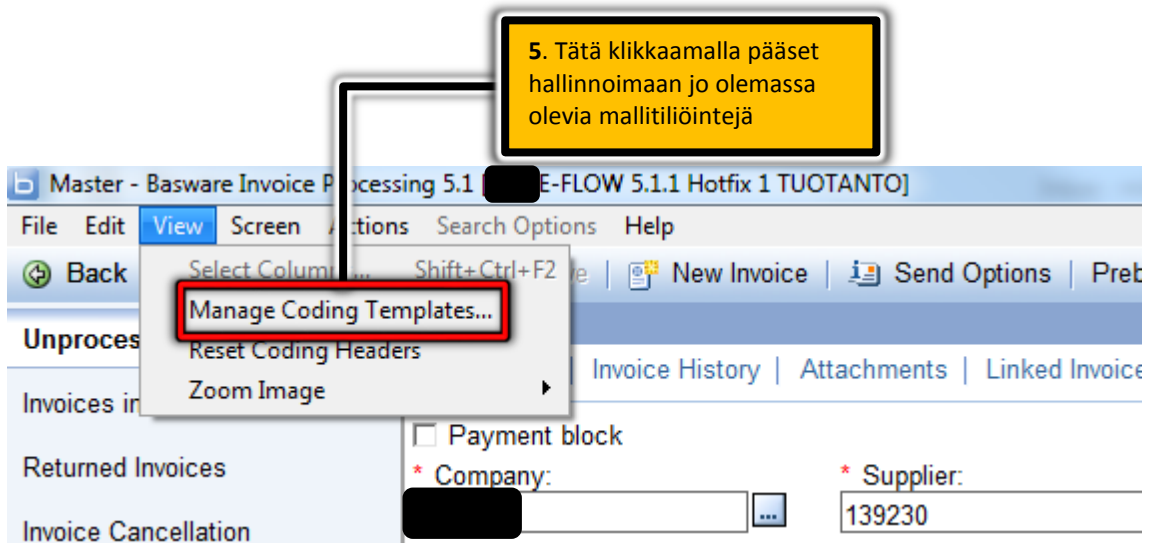 5. Tätä klikkaamalla pääset
hallinnoimaan jo olemassa
olevia mallitiliöintejä
Master - Basware Invoice Processing 5.1 [ E-FLOW 5.1.1 Hotfix 1 TUOTANTO]
File Edit View Screen Actions Search Options Help
Back New Invoice | Send Options | Preb
Select Column... Shift+Ctrl+F2
Manage Coding Templates...
Reset Coding Headers
Zoom Image
Unproces
Invoice History | Attachments | Linked Invoice
Invoices in
Payment block
Returned Invoices
* Company: * Supplier:
... 139230
Invoice Cancellation